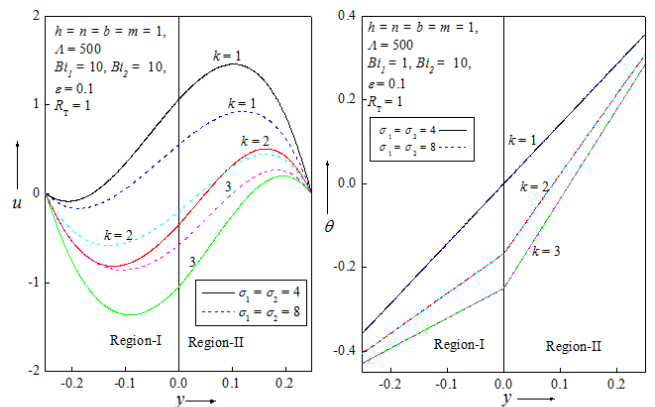 h = n = b = m = 1,
Λ = 500
Bi₁ = 10, Bi₂ = 10,
ε = 0.1
R_T = 1
k = 1
k = 1
k = 2
3
k = 2
3
σ₁ = σ₂ = 4
σ₁ = σ₂ = 8
Region-I
Region-II
2
1
0
-1
-2
u
-0.2
-0.1
0.0
0.1
0.2
y
h = n = b = m = 1,
Λ = 500
Bi₁ = 1, Bi₂ = 10,
ε = 0.1
R_T = 1
σ₁ = σ₂ = 4
σ₁ = σ₂ = 8
k = 1
k = 2
k = 3
Region-I
Region-II
0.4
0.2
0.0
-0.2
-0.4
θ
-0.2
-0.1
0.0
0.1
0.2
y